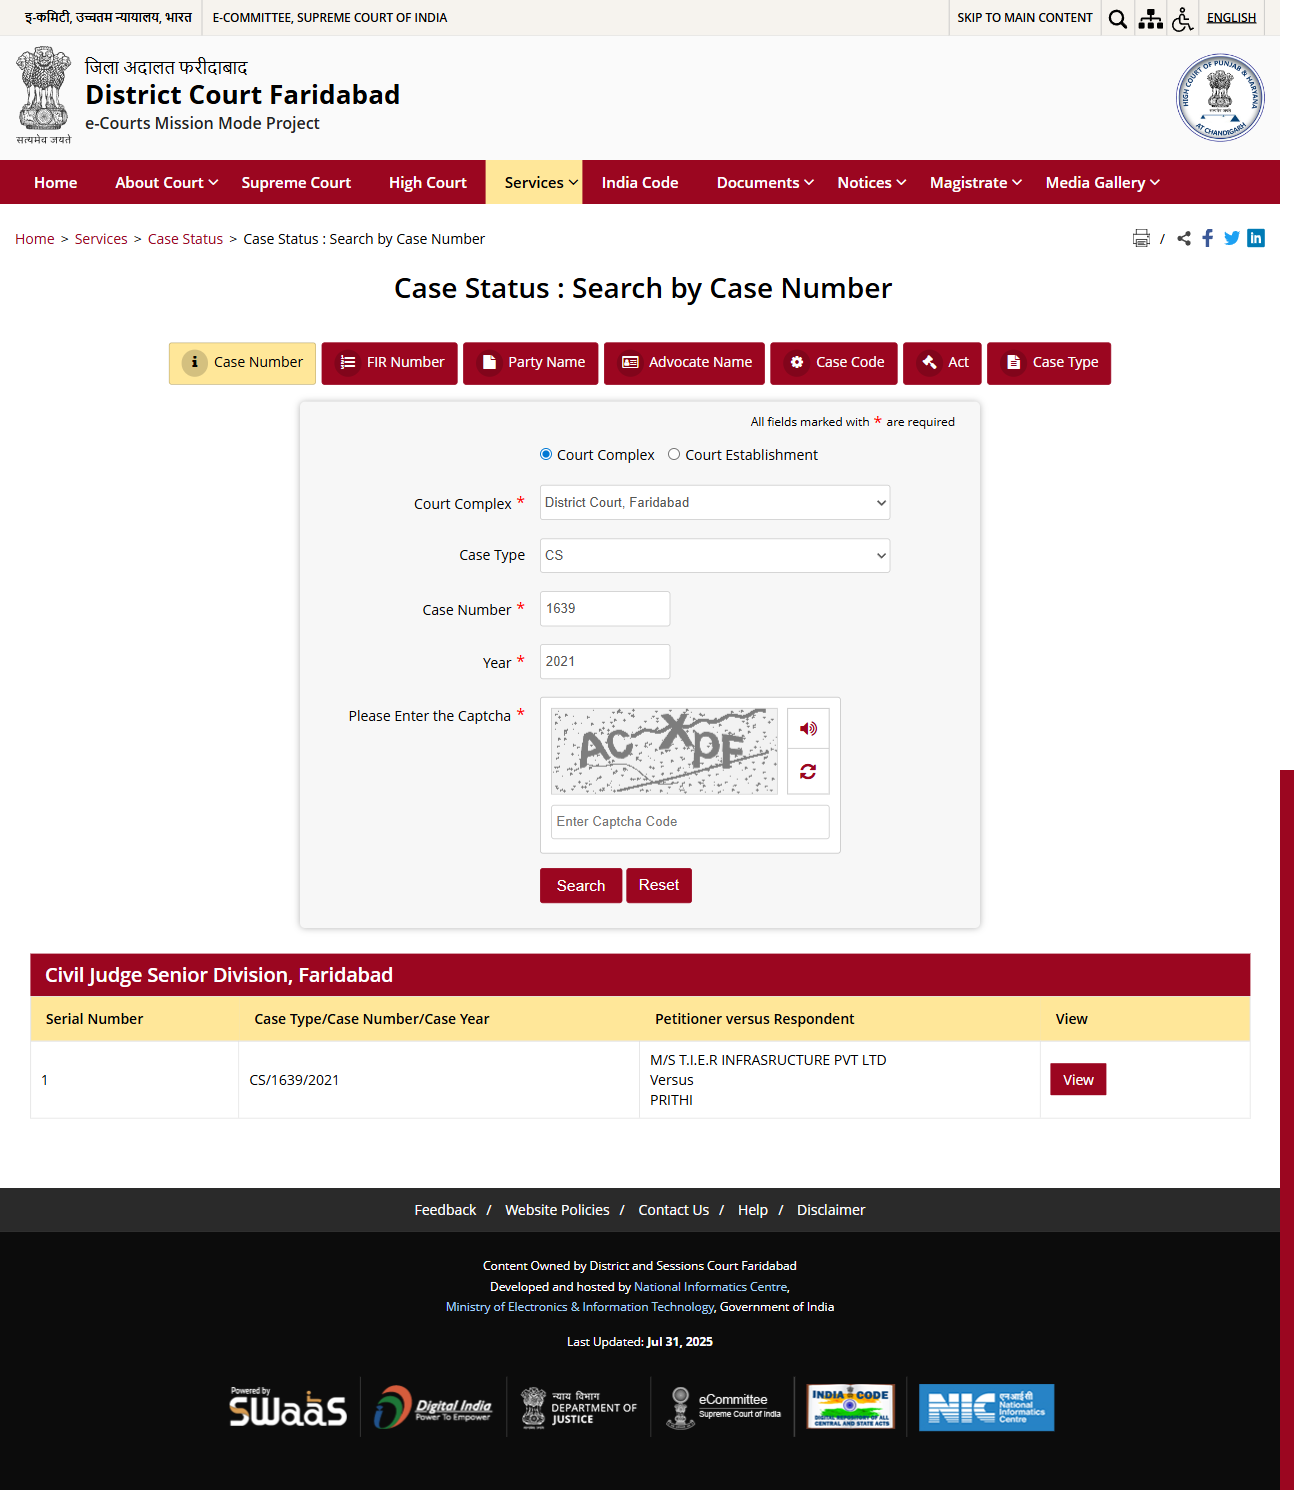 इ-कमिटी, उच्चतम न्यायालय, भारत
E-COMMITTEE, SUPREME COURT OF INDIA
SKIP TO MAIN CONTENT
ENGLISH
सत्यमेव जयते
जिला अदालत फरीदाबाद
District Court Faridabad
e-Courts Mission Mode Project
HIGH COURT OF PUNJAB & HARYANA
AT CHANDIGARH
Home About Court Supreme Court High Court Services India Code Documents Notices Magistrate Media Gallery
Home > Services > Case Status > Case Status : Search by Case Number
/
Case Status : Search by Case Number
Case Number FIR Number Party Name Advocate Name Case Code Act Case Type
All fields marked with * are required
Court Complex Court Establishment
Court Complex * District Court, Faridabad
Case Type CS
Case Number * 1639
Year * 2021
Please Enter the Captcha *
ACXPF
Enter Captcha Code
Search Reset
Civil Judge Senior Division, Faridabad
Serial Number Case Type/Case Number/Case Year Petitioner versus Respondent View
1 CS/1639/2021 M/S T.I.E.R INFRASRUCTURE PVT LTD
Versus
PRITHI
View
Feedback / Website Policies / Contact Us / Help / Disclaimer
Content Owned by District and Sessions Court Faridabad
Developed and hosted by National Informatics Centre,
Ministry of Electronics & Information Technology, Government of India
Last Updated: Jul 31, 2025
Powered by
SWaaS
Digital India
Power To Empower
न्याय विभाग
DEPARTMENT OF
JUSTICE
eCommittee
Supreme Court of India
INDIA CODE
DIGITAL REPOSITORY OF ALL
CENTRAL AND STATE ACTS
NIC
एनआईसी
National
Informatics
Centre